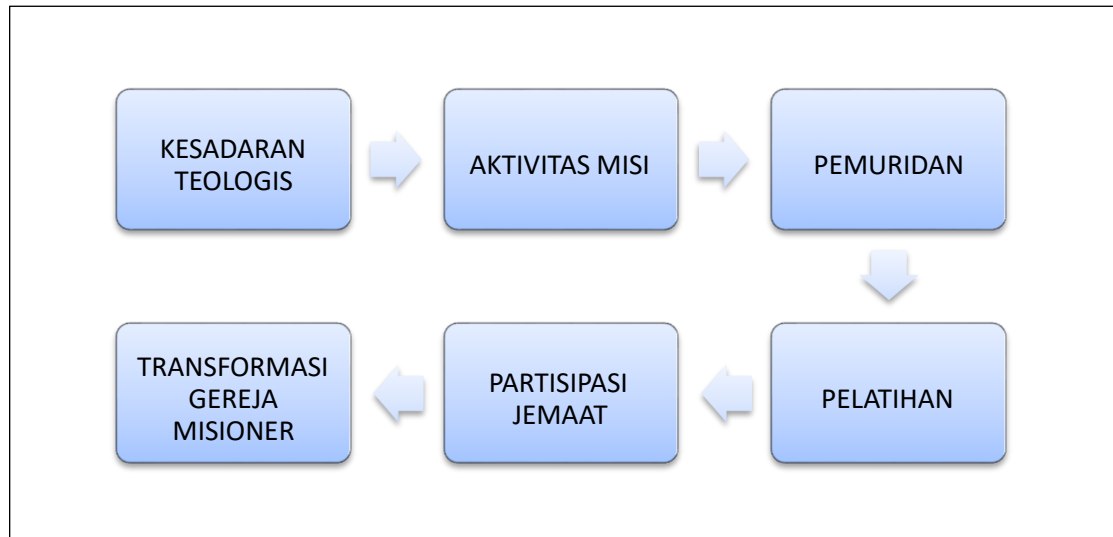 KESADARAN
TEOLOGIS
AKTIVITAS MISI
PEMURIDAN
PELATIHAN
PARTISIPASI
JEMAAT
TRANSFORMASI
GEREJA
MISIONER